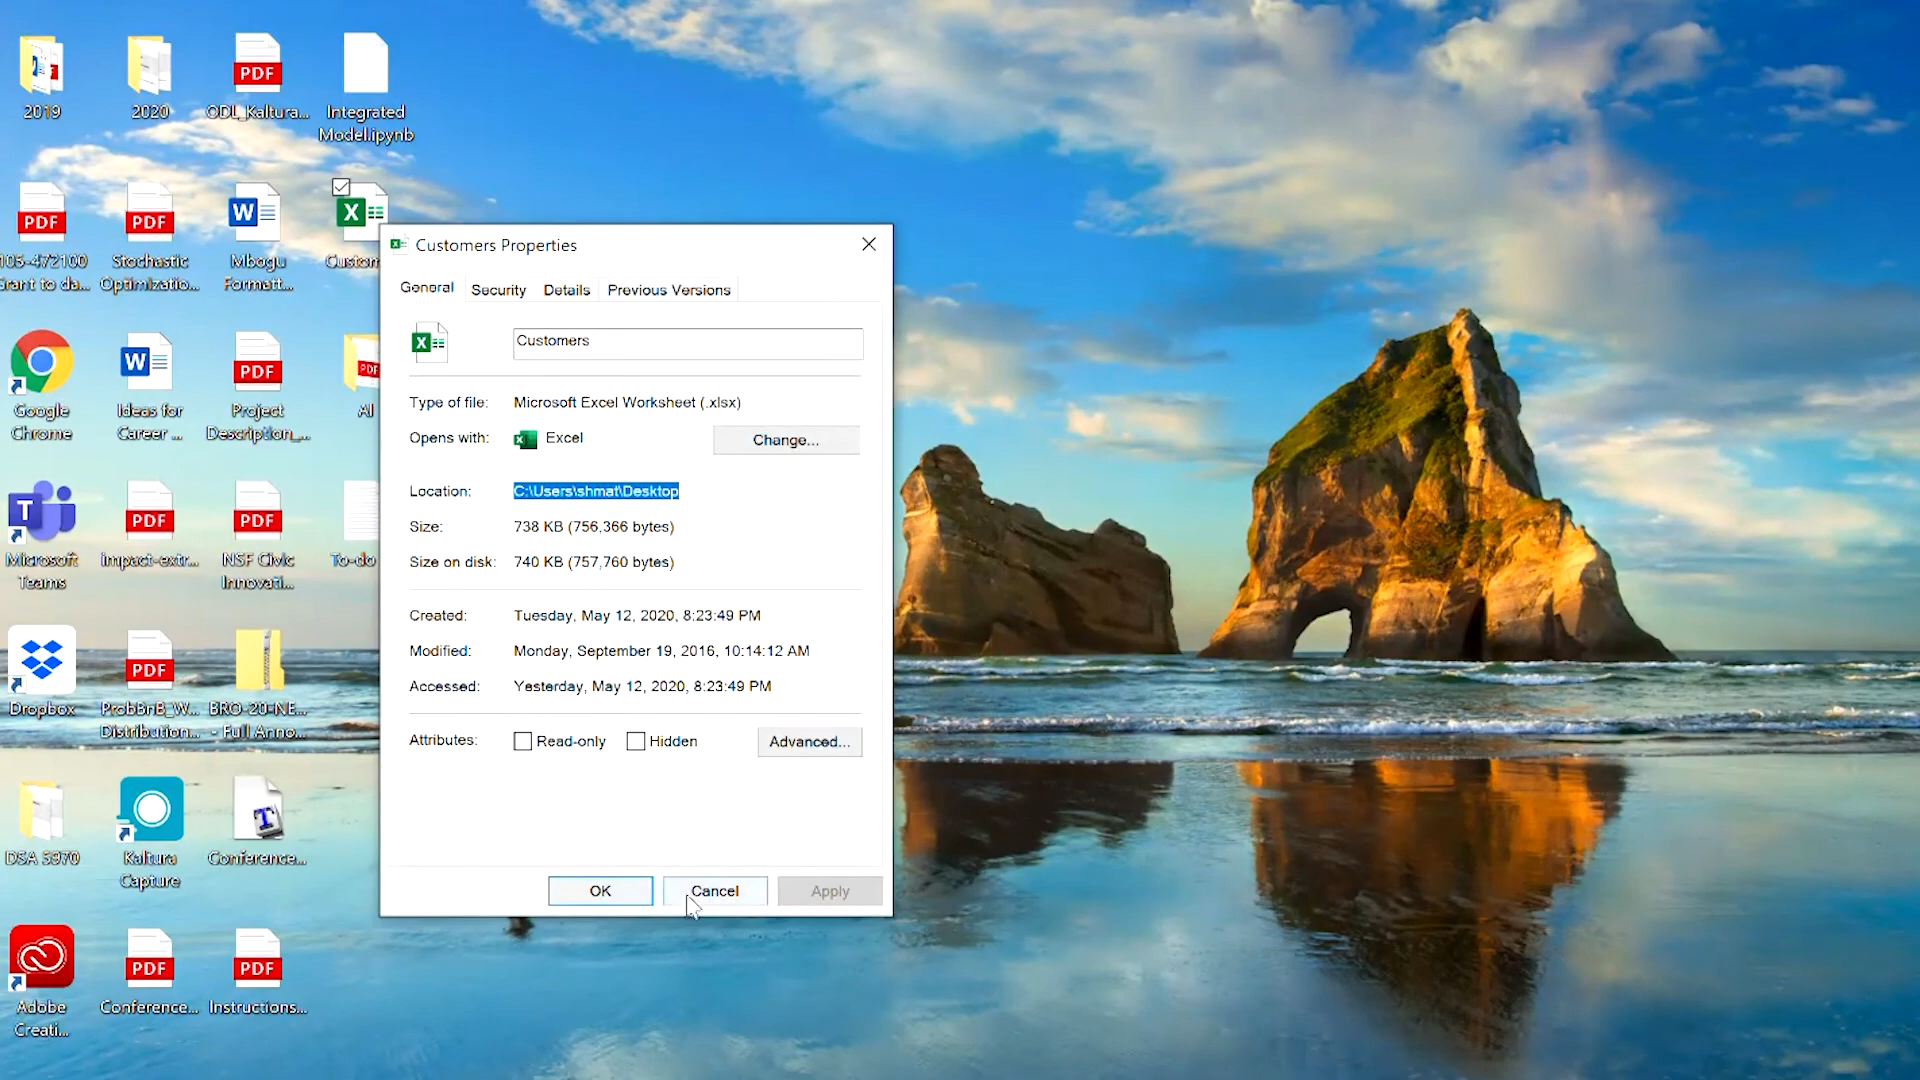 2019
2020
ODL_Kaltura...
Integrated
Model.ipynb
PDF
PDF
PDF
W
X
105-472100
Grant to da...
Stochastic
Optimizatio...
Mbogu
Formatt...
Custom
Customers Properties
General
Security
Details
Previous Versions
X
Customers
Type of file:
Microsoft Excel Worksheet (.xlsx)
Opens with:
Excel
Change...
Location:
C:\Users\shmat\Desktop
Size:
738 KB (756,366 bytes)
Size on disk:
740 KB (757,760 bytes)
Created:
Tuesday, May 12, 2020, 8:23:49 PM
Modified:
Monday, September 19, 2016, 10:14:12 AM
Accessed:
Yesterday, May 12, 2020, 8:23:49 PM
Attributes:
Read-only
Hidden
Advanced...
OK
Cancel
Apply
W
PDF
PDF
Google
Chrome
Ideas for
Career ...
Project
Description_...
AI
T
PDF
PDF
Microsoft
Teams
impact-extr...
NSF Civic
Innovati...
To-do
PDF
Dropbox
ProbBnB_W...
Distribution...
BRO-20-NE...
- Full Anno...
T
DSA 5970
Kaltura
Capture
Conference...
PDF
PDF
Adobe
Creati...
Conference...
Instructions...